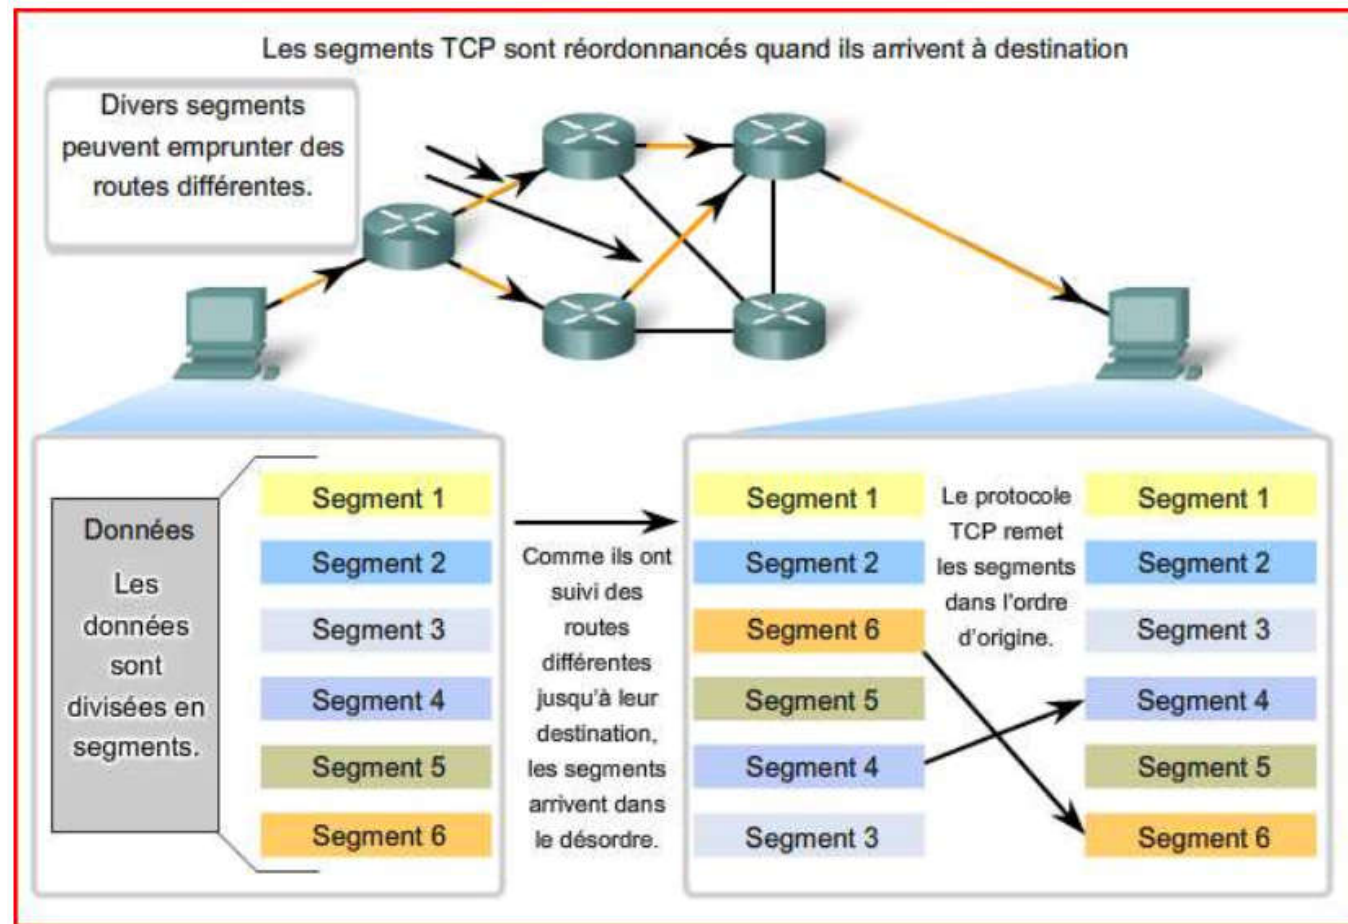 Les segments TCP sont réordonnancés quand ils arrivent à destination
Divers segments
peuvent emprunter des
routes différentes.
Données
Les
données
sont
divisées en
segments.
Segment 1
Segment 2
Segment 3
Segment 4
Segment 5
Segment 6
Comme ils ont
suivi des
routes
différentes
jusqu'à leur
destination,
les segments
arrivent dans
le désordre.
Segment 1
Segment 2
Segment 6
Segment 5
Segment 4
Segment 3
Le protocole
TCP remet
les segments
dans l'ordre
d'origine.
Segment 1
Segment 2
Segment 3
Segment 4
Segment 5
Segment 6